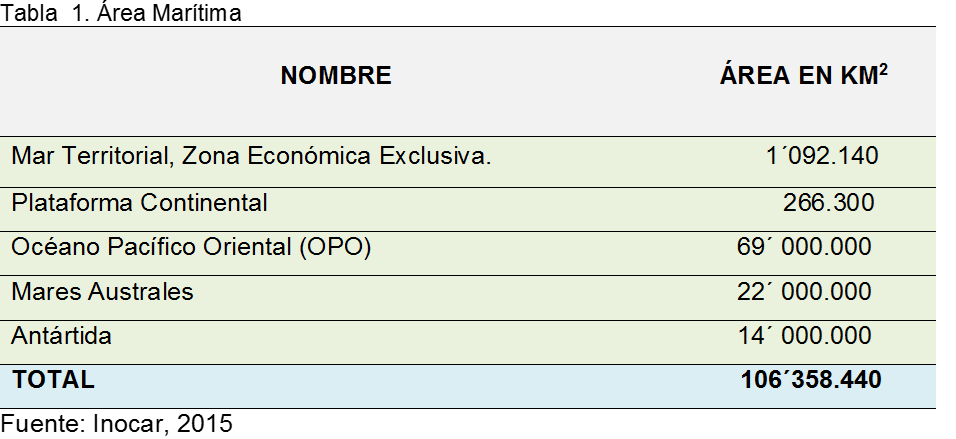 Tabla  1. Área Marítima
NOMBRE ÁREA EN KM²
Mar Territorial, Zona Económica Exclusiva. 1´092.140
Plataforma Continental 266.300
Océano Pacífico Oriental (OPO) 69´ 000.000
Mares Australes 22´ 000.000
Antártida 14´ 000.000
TOTAL 106´358.440
Fuente: Inocar, 2015